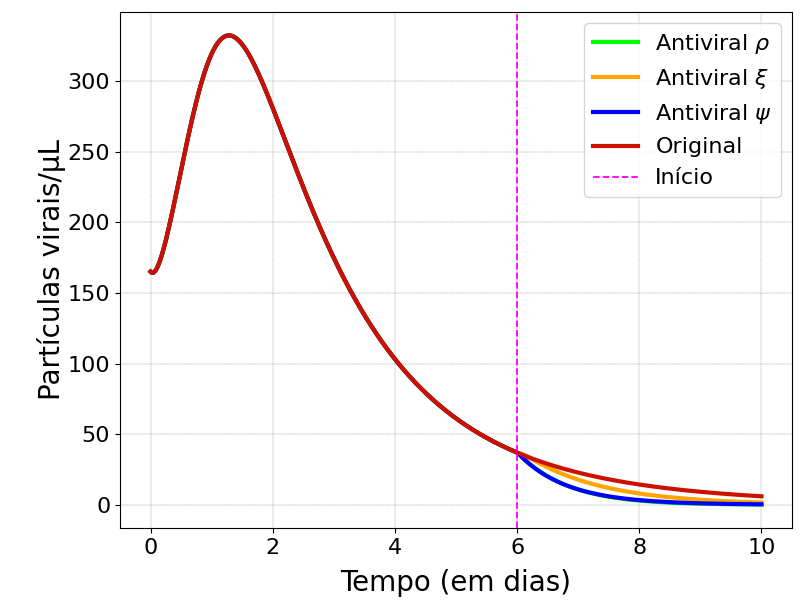 Partículas virais/µL
300
250
200
150
100
50
0
0 2 4 6 8 10
Tempo (em dias)
Antiviral ρ
Antiviral ξ
Antiviral ψ
Original
Início